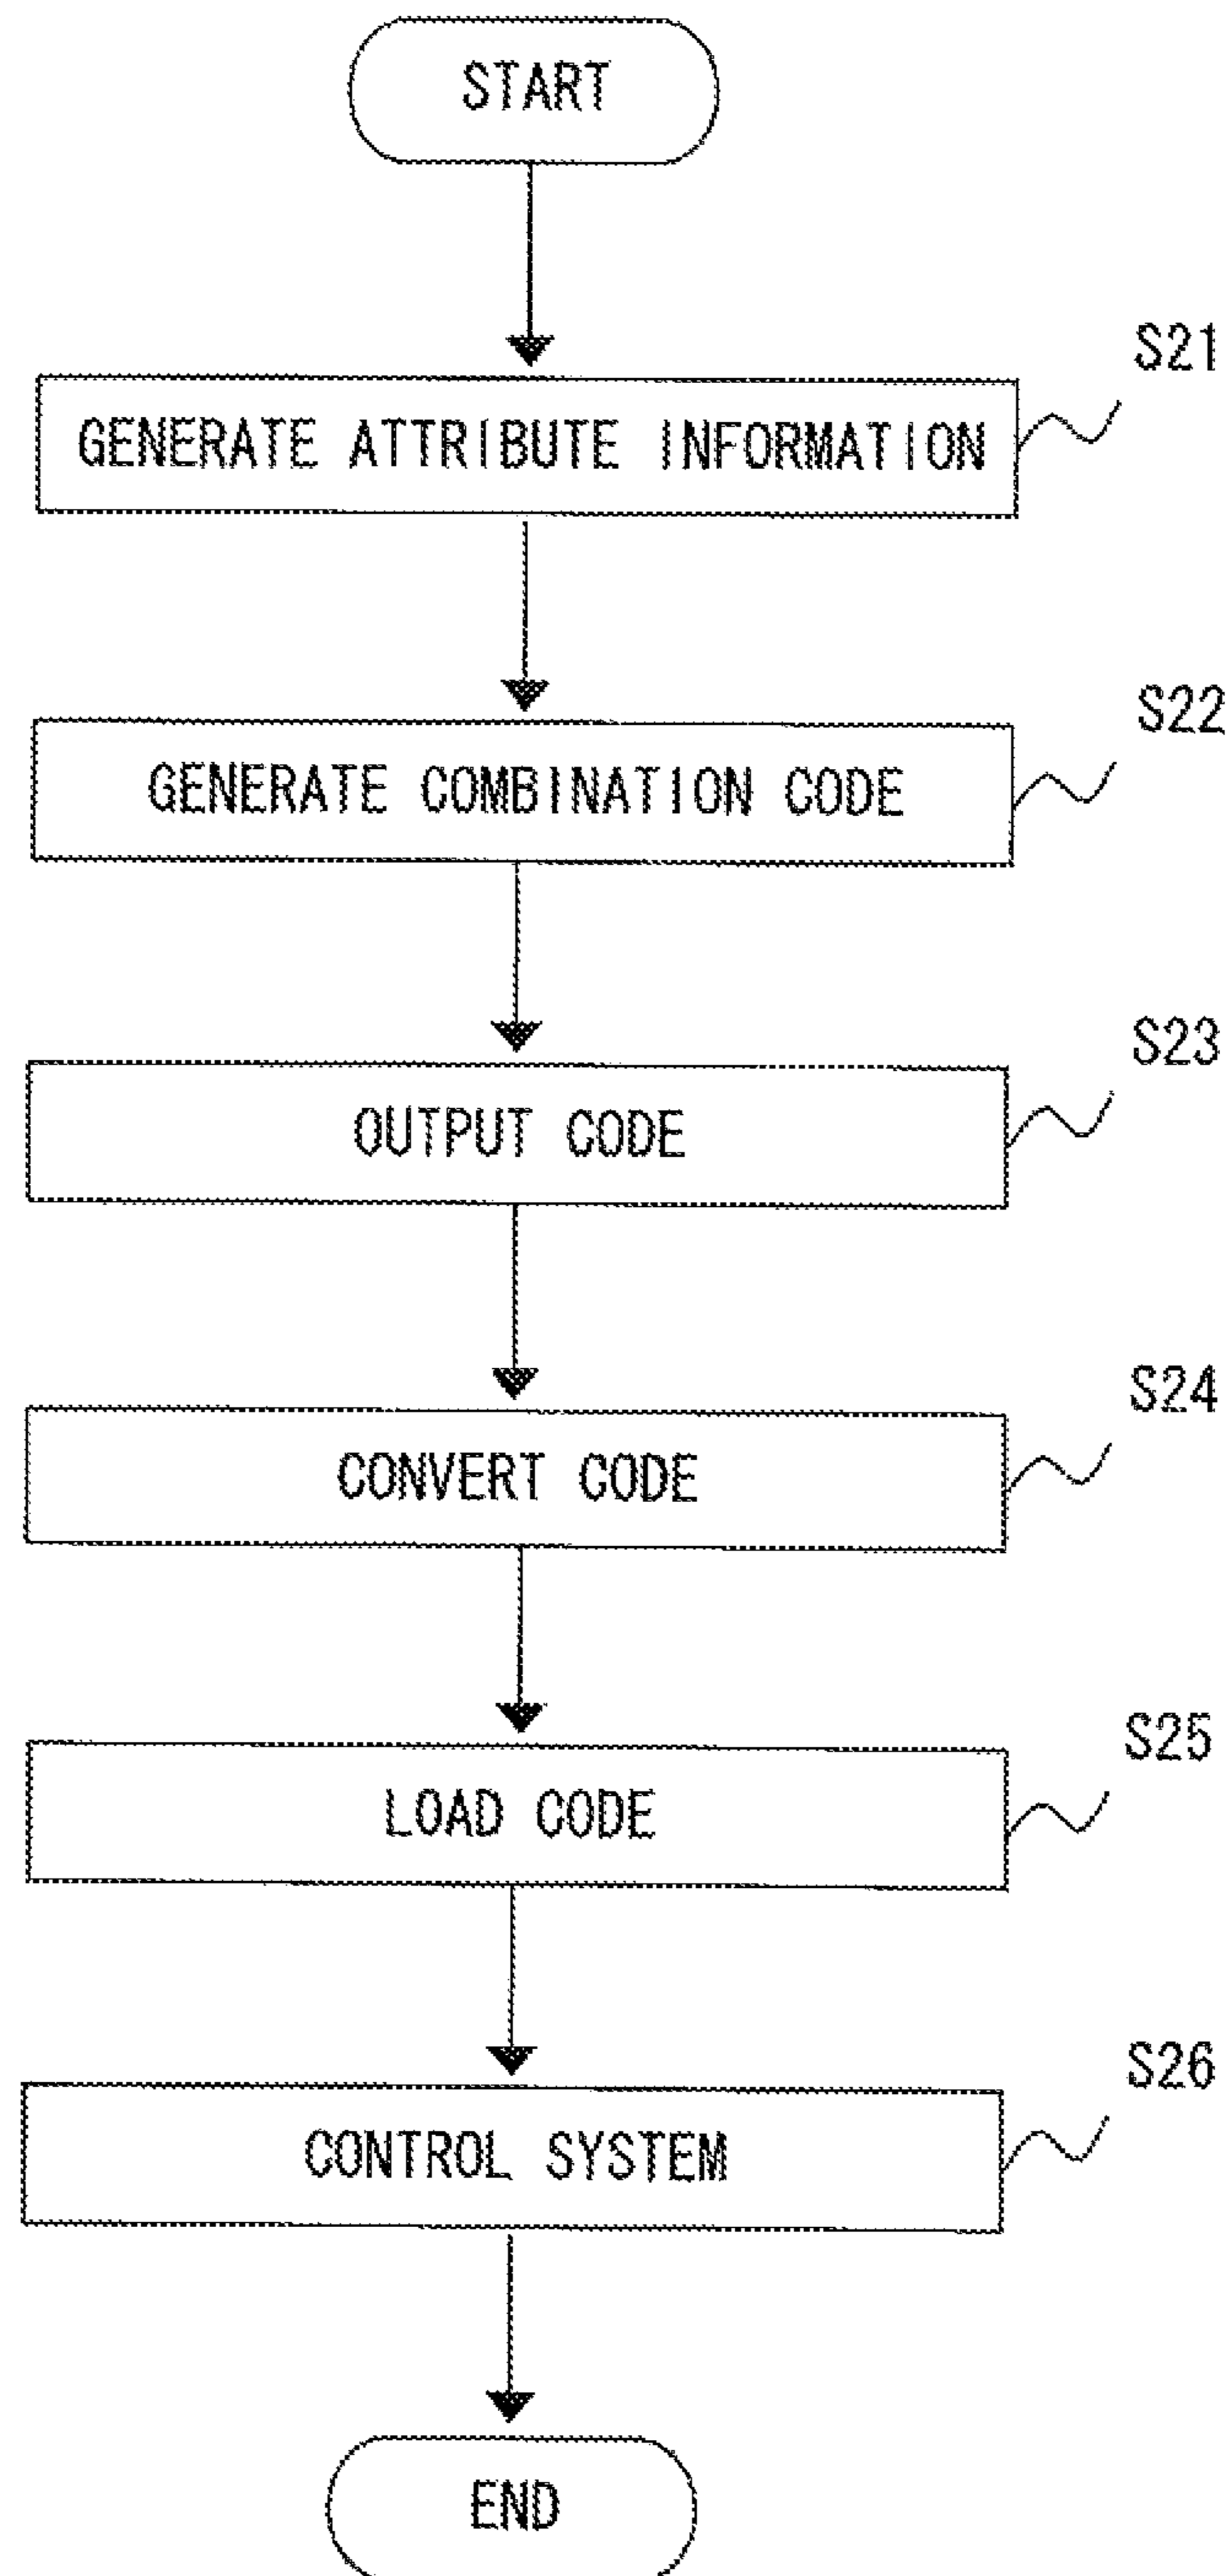 START
S21
GENERATE ATTRIBUTE INFORMATION
S22
GENERATE COMBINATION CODE
S23
OUTPUT CODE
S24
CONVERT CODE
S25
LOAD CODE
S26
CONTROL SYSTEM
END